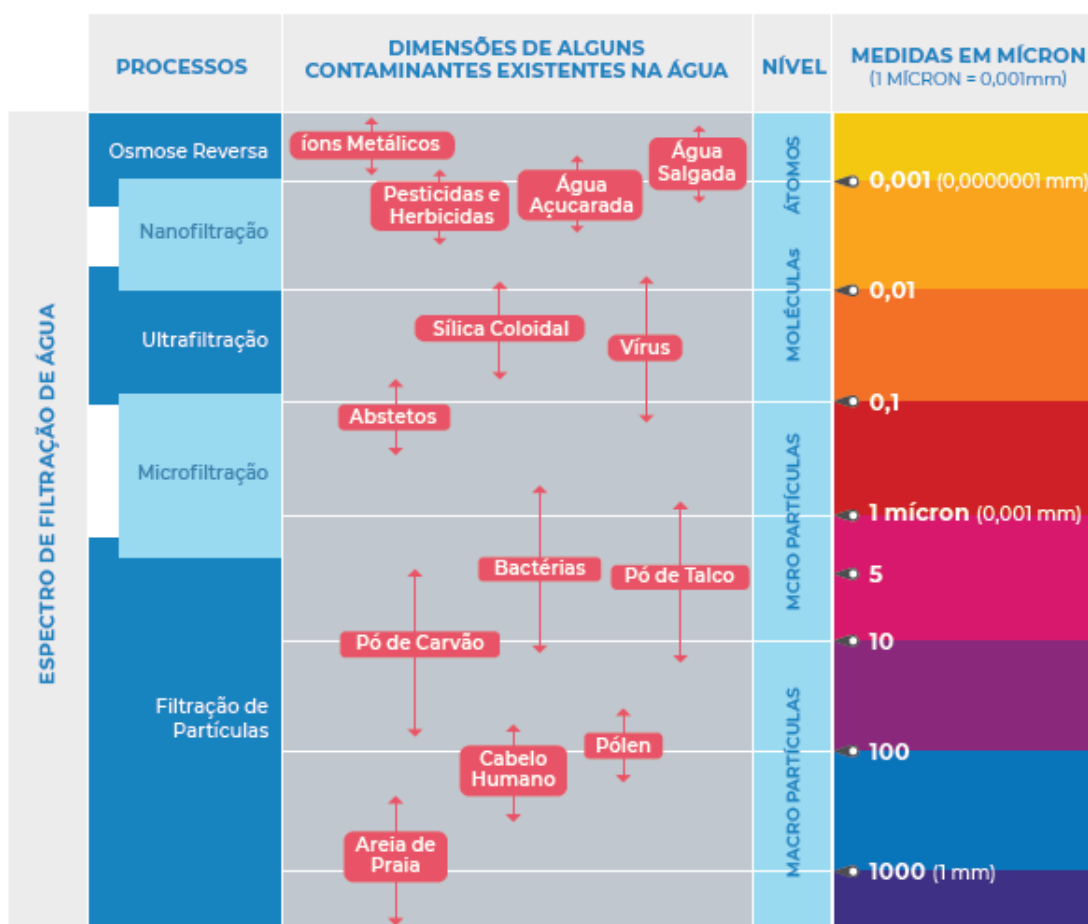 PROCESSOS
DIMENSÕES DE ALGUNS
CONTAMINANTES EXISTENTES NA ÁGUA
NÍVEL
MEDIDAS EM MÍCRON
(1 MÍCRON = 0,001mm)
ESPECTRO DE FILTRAÇÃO DE ÁGUA
Osmose Reversa
Nanofiltração
Ultrafiltração
Microfiltração
Filtração de
Partículas
íons Metálicos
Água
Salgada
Pesticidas e
Herbicidas
Água
Açucarada
Sílica Coloidal
Vírus
Abstetos
Bactérias
Pó de Talco
Pó de Carvão
Cabelo
Humano
Pólen
Areia de
Praia
ÁTOMOS
MOLÉCULAs
MCRO PARTÍCULAS
MACRO PARTÍCULAS
0,001 (0,0000001 mm)
0,01
0,1
1 mícron (0,001 mm)
5
10
100
1000 (1 mm)